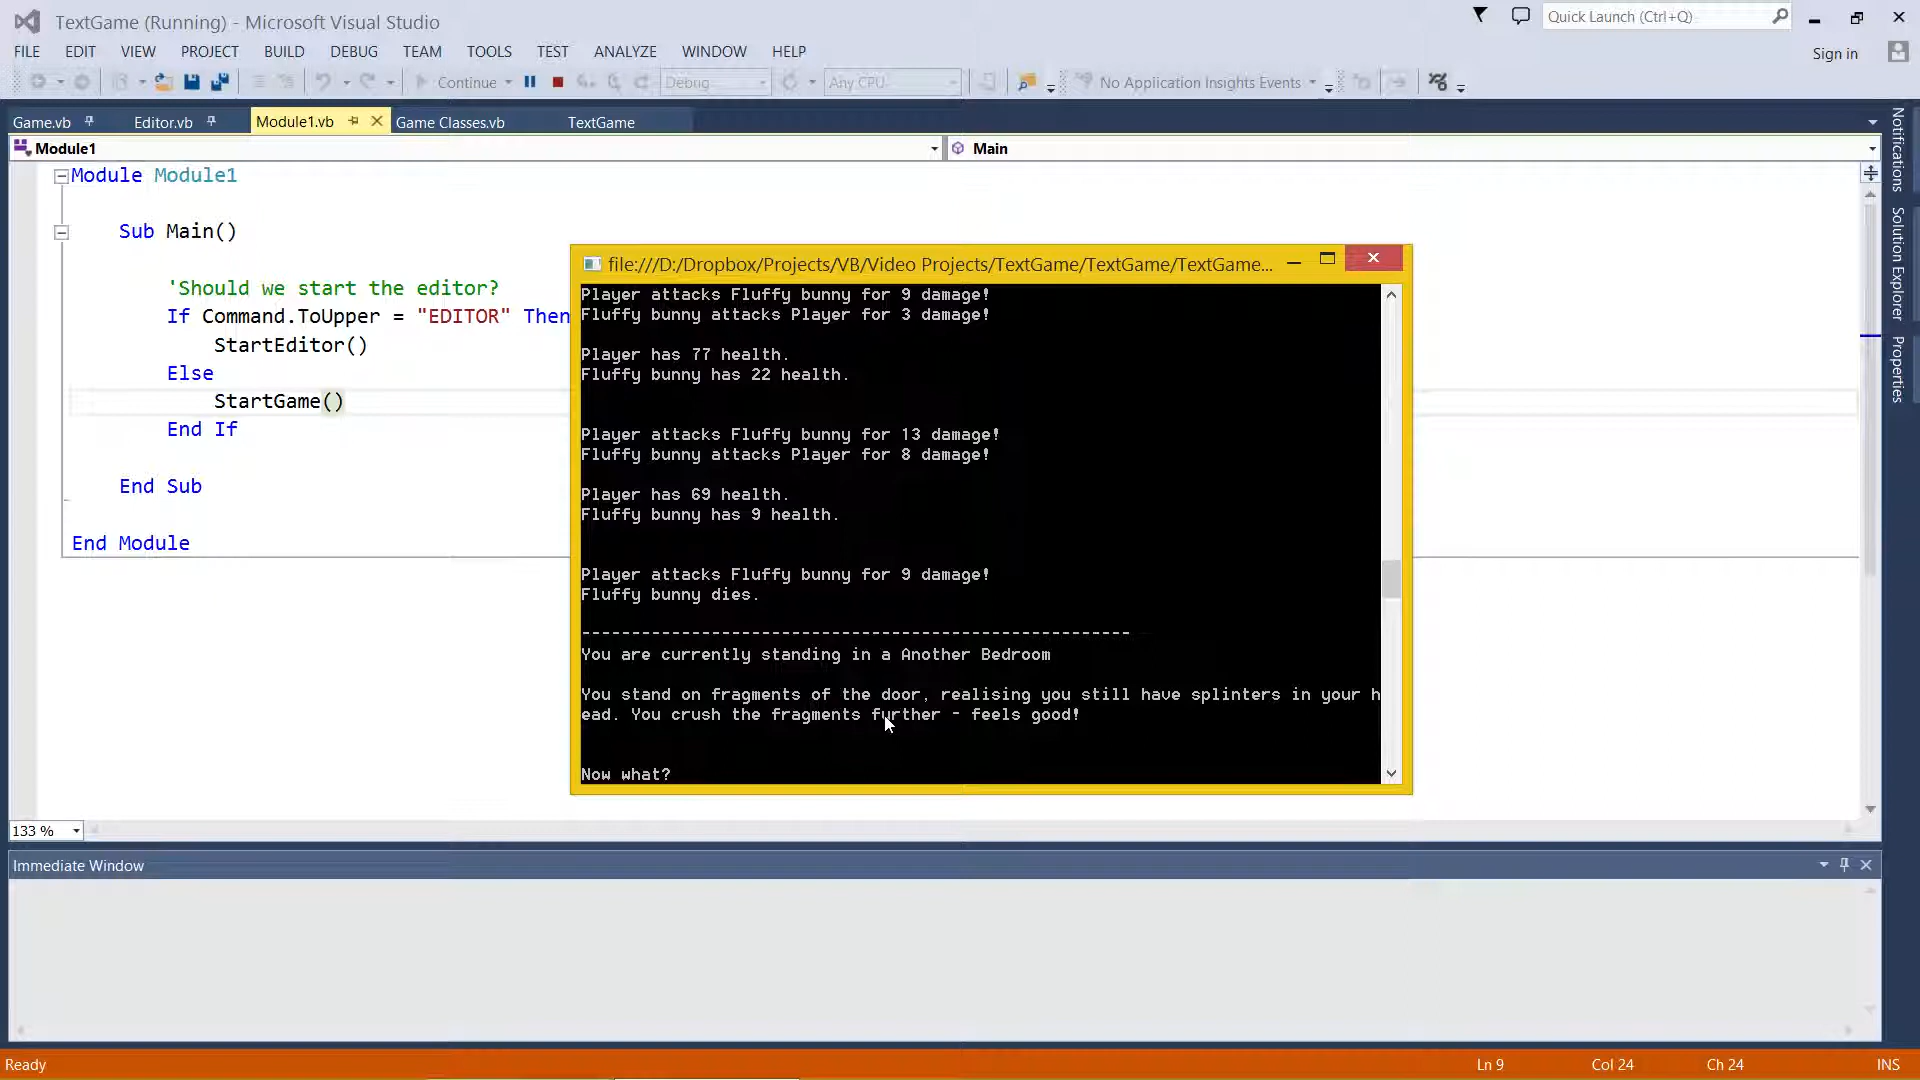 TextGame (Running) - Microsoft Visual Studio
Quick Launch (Ctrl+Q)
FILE EDIT VIEW PROJECT BUILD DEBUG TEAM TOOLS TEST ANALYZE WINDOW HELP
Sign in
Continue Debug Any CPU No Application Insights Events
Game.vb Editor.vb Module1.vb Game Classes.vb TextGame
Module1 Main
Module Module1
Sub Main()
'Should we start the editor?
If Command.ToUpper = "EDITOR" Then
StartEditor()
Else
StartGame()
End If
End Sub
End Module
file:///D:/Dropbox/Projects/VB/Video Projects/TextGame/TextGame/TextGame...
Player attacks Fluffy bunny for 9 damage!
Fluffy bunny attacks Player for 3 damage!
Player has 77 health.
Fluffy bunny has 22 health.
Player attacks Fluffy bunny for 13 damage!
Fluffy bunny attacks Player for 8 damage!
Player has 69 health.
Fluffy bunny has 9 health.
Player attacks Fluffy bunny for 9 damage!
Fluffy bunny dies.
-------------------------------------------------------
You are currently standing in a Another Bedroom
You stand on fragments of the door, realising you still have splinters in your h
ead. You crush the fragments further - feels good!
Now what?
Notifications
Solution Explorer
Properties
133 %
Immediate Window
Ready Ln 9 Col 24 Ch 24 INS